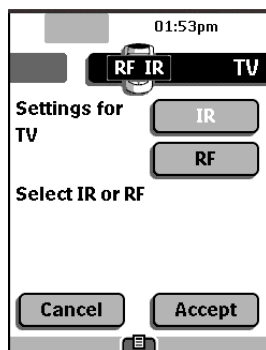 01:53pm
RF IR TV
Settings for IR
TV
RF
Select IR or RF
Cancel Accept